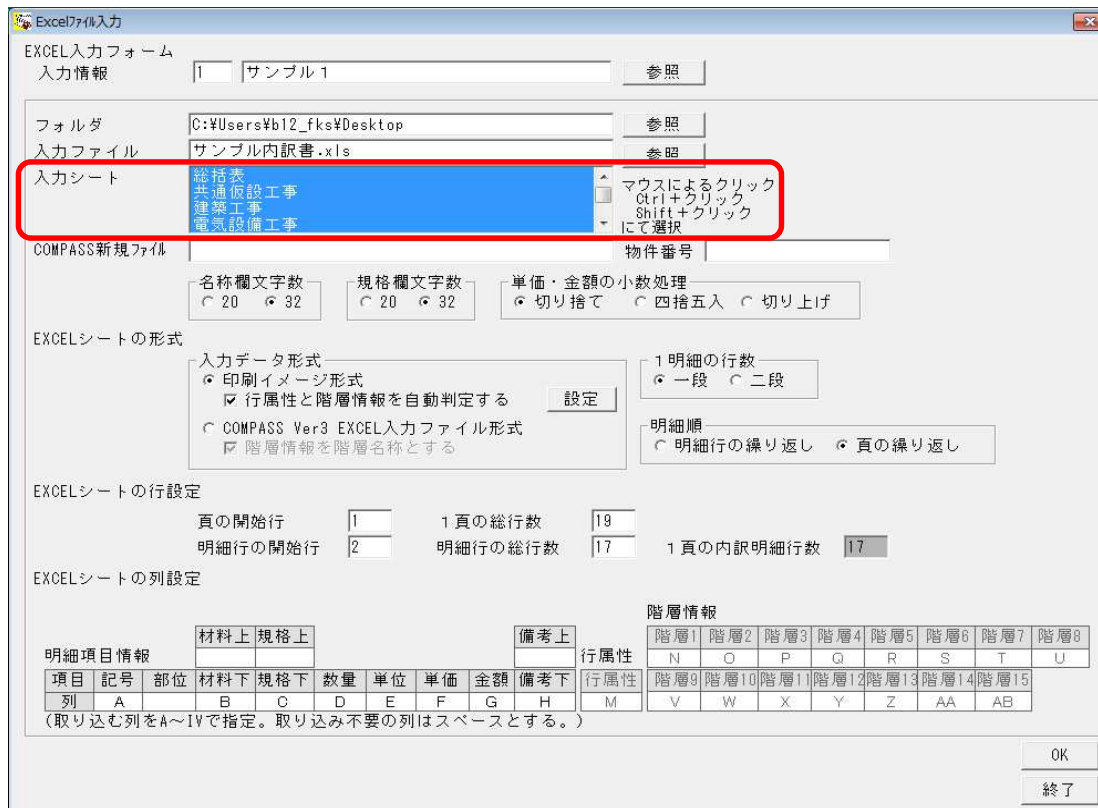 Excelファイル入力
EXCEL入力フォーム
入力情報 1 サンプル1 参照
フォルダ C:¥Users¥b12_fks¥Desktop 参照
入力ファイル サンプル内訳書.xls 参照
入力シート 総括表
共通仮設工事
建築工事
電気設備工事
マウスによるクリック
Ctrl+クリック
Shift+クリック
にて選択
COMPASS新規ファイル 物件番号
名称欄文字数 規格欄文字数 単価・金額の小数処理
20 32 20 32 切り捨て 四捨五入 切り上げ
EXCELシートの形式
入力データ形式 1明細の行数
印刷イメージ形式 一段 二段
行属性と階層情報を自動判定する 設定
COMPASS Ver3 EXCEL入力ファイル形式 明細順
階層情報を階層名称とする 明細行の繰り返し 頁の繰り返し
EXCELシートの行設定
頁の開始行 1 1頁の総行数 19
明細行の開始行 2 明細行の総行数 17 1頁の内訳明細行数 17
EXCELシートの列設定
階層情報
材料上 規格上 備考上 階層1 階層2 階層3 階層4 階層5 階層6 階層7 階層8
明細項目情報 行属性 N O P Q R S T U
項目 記号 部位 材料下 規格下 数量 単位 単価 金額 備考下 行属性 階層9 階層10 階層11 階層12 階層13 階層14 階層15
列 A B C D E F G H M V W X Y Z AA AB
(取り込む列をA～IVで指定。取り込み不要の列はスペースとする。)
OK
終了